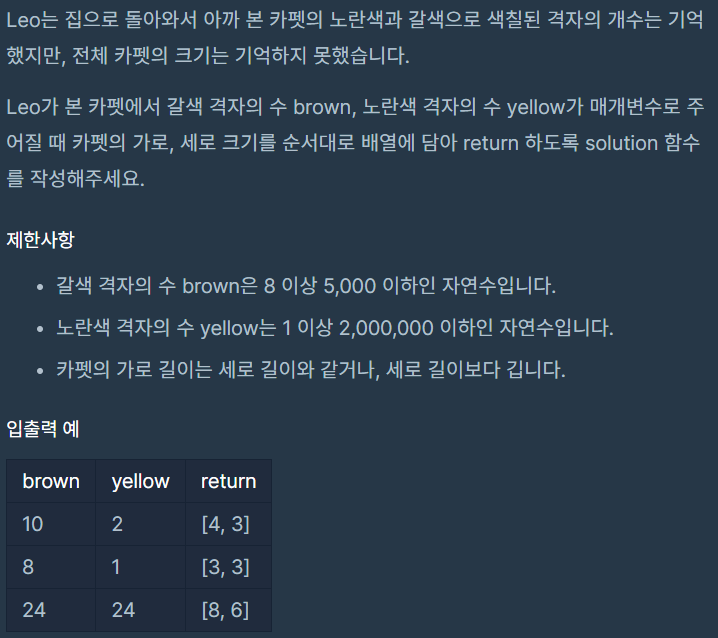 Leo는 집으로 돌아와서 아까 본 카펫의 노란색과 갈색으로 색칠된 격자의 개수는 기억
했지만, 전체 카펫의 크기는 기억하지 못했습니다.
Leo가 본 카펫에서 갈색 격자의 수 brown, 노란색 격자의 수 yellow가 매개변수로 주
어질 때 카펫의 가로, 세로 크기를 순서대로 배열에 담아 return 하도록 solution 함수
를 작성해주세요.
제한사항
• 갈색 격자의 수 brown은 8 이상 5,000 이하인 자연수입니다.
• 노란색 격자의 수 yellow는 1 이상 2,000,000 이하인 자연수입니다.
• 카펫의 가로 길이는 세로 길이와 같거나, 세로 길이보다 깁니다.
입출력 예
brown yellow return
10 2 [4, 3]
8 1 [3, 3]
24 24 [8, 6]